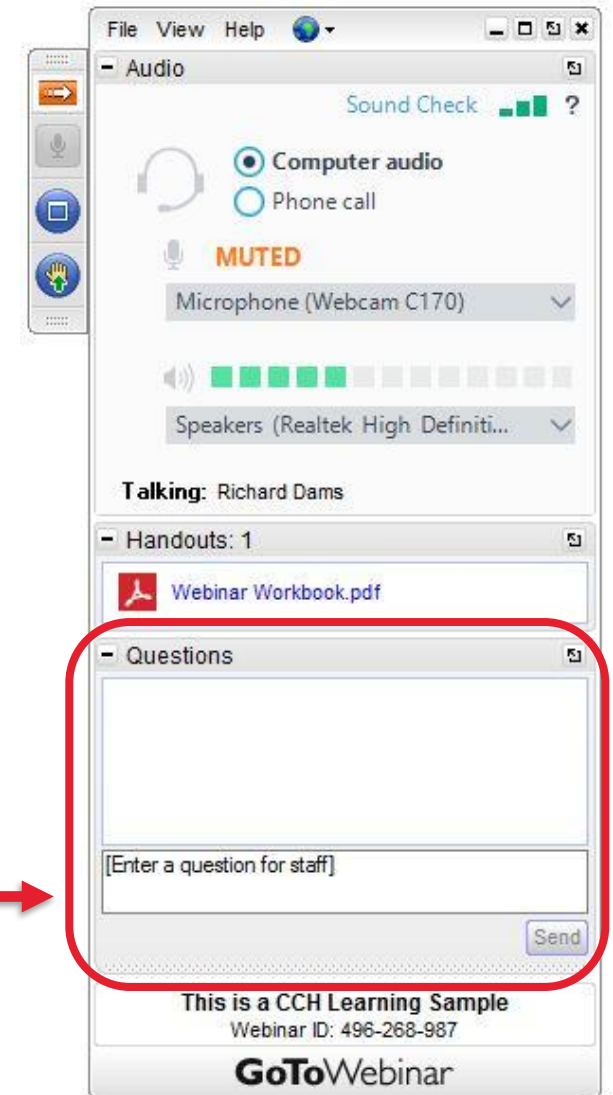 File View Help
Audio
Sound Check ?
Computer audio
Phone call
MUTED
Microphone (Webcam C170)
Speakers (Realtek High Definiti...
Talking: Richard Dams
Handouts: 1
Webinar Workbook.pdf
Questions
[Enter a question for staff]
Send
This is a CCH Learning Sample
Webinar ID: 496-268-987
GoToWebinar